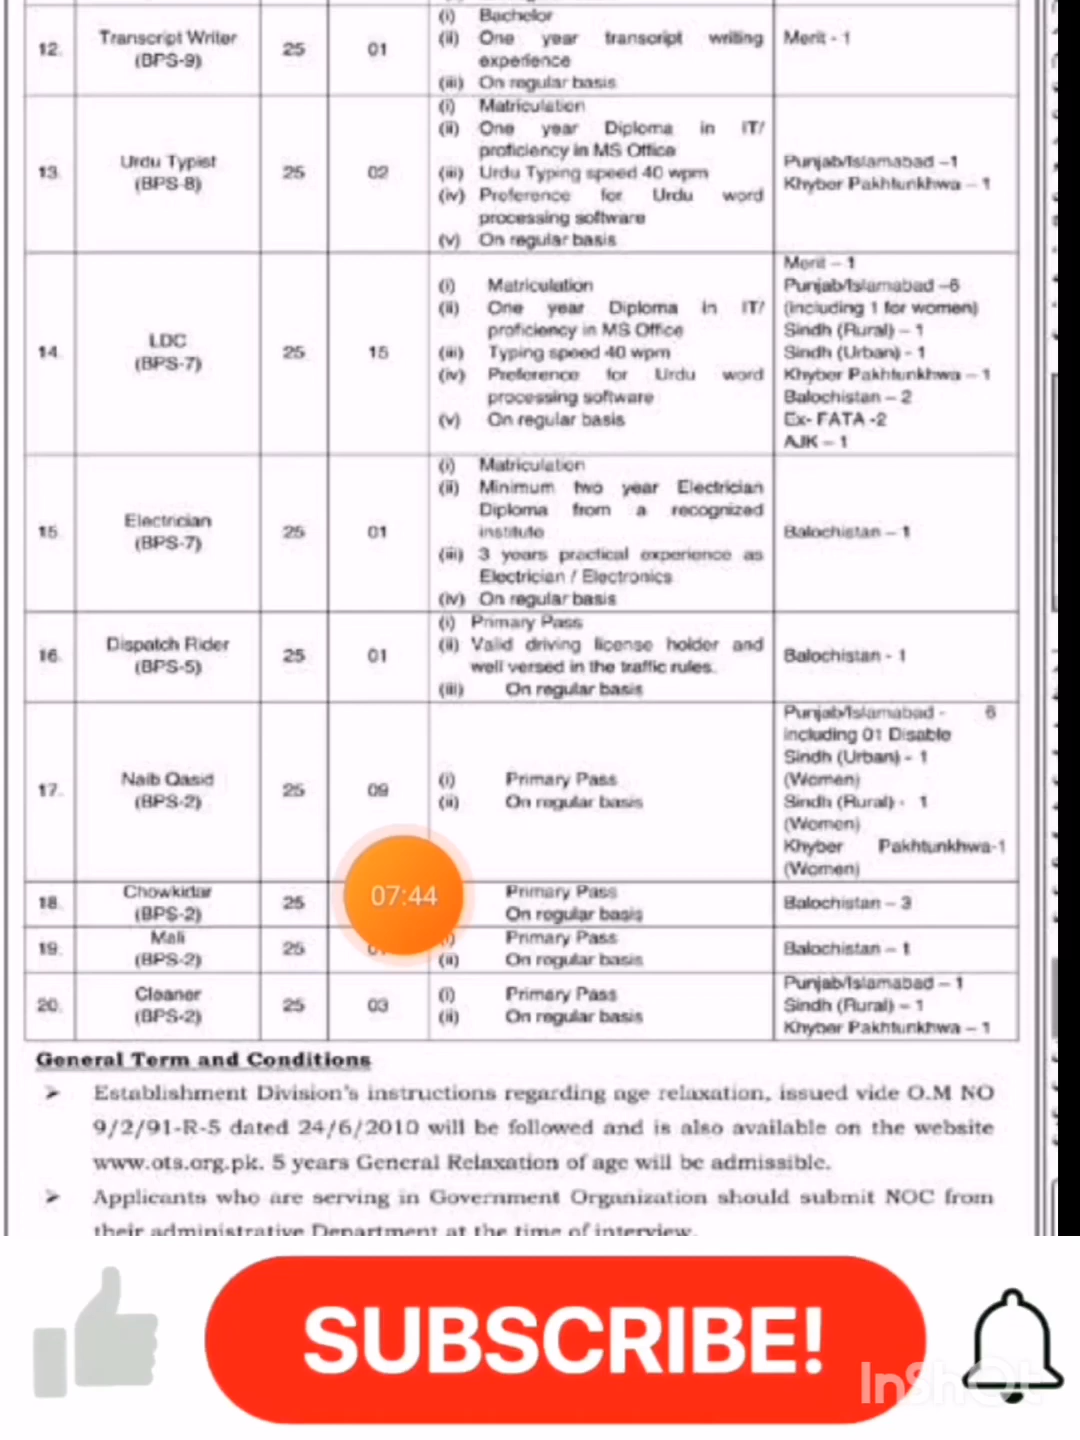 (i) Bachelor
12. Transcript Writer (BPS-9) 25 01 (ii) One year transcript writing experience Merit - 1
(iii) On regular basis
13. Urdu Typist (BPS-8) 25 02 (i) Matriculation
(ii) One year Diploma in IT/
proficiency in MS Office
(iii) Urdu Typing speed 40 wpm
(iv) Preference for Urdu word
processing software
(v) On regular basis
Punjab/Islamabad –1
Khyber Pakhtunkhwa – 1
14. LDC (BPS-7) 25 15 (i) Matriculation
(ii) One year Diploma in IT/
proficiency in MS Office
(iii) Typing speed 40 wpm
(iv) Preference for Urdu word
processing software
(v) On regular basis
Merit – 1
Punjab/Islamabad –6
(including 1 for women)
Sindh (Rural) – 1
Sindh (Urban) - 1
Khyber Pakhtunkhwa – 1
Balochistan – 2
Ex- FATA -2
AJK – 1
15. Electrician (BPS-7) 25 01 (i) Matriculation
(ii) Minimum two year Electrician
Diploma from a recognized
institute
(iii) 3 years practical experience as
Electrician / Electronics
(iv) On regular basis
Balochistan – 1
16. Dispatch Rider (BPS-5) 25 01 (i) Primary Pass
(ii) Valid driving license holder and
well versed in the traffic rules.
(iii) On regular basis
Balochistan - 1
17. Naib Qasid (BPS-2) 25 09 (i) Primary Pass
(ii) On regular basis
Punjab/Islamabad - 6
including 01 Disable
Sindh (Urban) - 1
(Women)
Sindh (Rural) - 1
(Women)
Khyber Pakhtunkhwa-1
(Women)
18. Chowkidar (BPS-2) 25 Primary Pass
On regular basis
Balochistan – 3
07:44
19. Mali (BPS-2) 25 Primary Pass
(ii) On regular basis
Balochistan – 1
20. Cleaner (BPS-2) 25 03 (i) Primary Pass
(ii) On regular basis
Punjab/Islamabad – 1
Sindh (Rural) – 1
Khyber Pakhtunkhwa – 1
General Term and Conditions
➢ Establishment Division's instructions regarding age relaxation, issued vide O.M NO
9/2/91-R-5 dated 24/6/2010 will be followed and is also available on the website
www.ots.org.pk. 5 years General Relaxation of age will be admissible.
➢ Applicants who are serving in Government Organization should submit NOC from
their administrative Department at the time of interview.
SUBSCRIBE!
InShOt